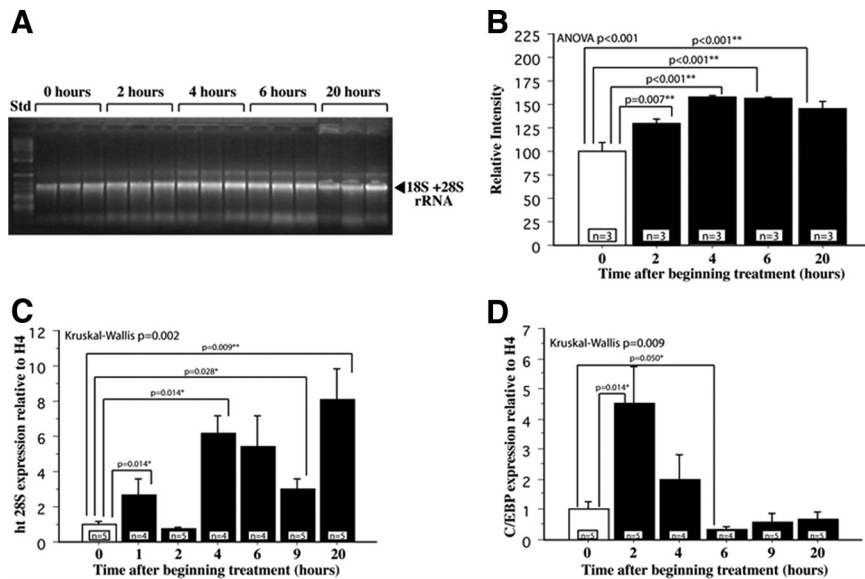 A
0 hours 2 hours 4 hours 6 hours 20 hours
Std
18S +28S
rRNA
B
ANOVA p<0.001
p<0.001**
p<0.001**
p<0.001**
p=0.007**
Relative Intensity
225
200
175
150
125
100
75
50
25
0
n=3 n=3 n=3 n=3 n=3
0 2 4 6 20
Time after beginning treatment (hours)
C
Kruskal-Wallis p=0.002
p=0.009**
p=0.028*
p=0.014*
p=0.014*
ht 28S expression relative to H4
12
10
8
6
4
2
0
n=5 n=4 n=5 n=4 n=4 n=5 n=5
0 1 2 4 6 9 20
Time after beginning treatment (hours)
D
Kruskal-Wallis p=0.009
p=0.050*
p=0.014*
C/EBP expression relative to H4
7
6
5
4
3
2
1
0
n=5 n=5 n=4 n=4 n=5 n=5
0 2 4 6 9 20
Time after beginning treatment (hours)